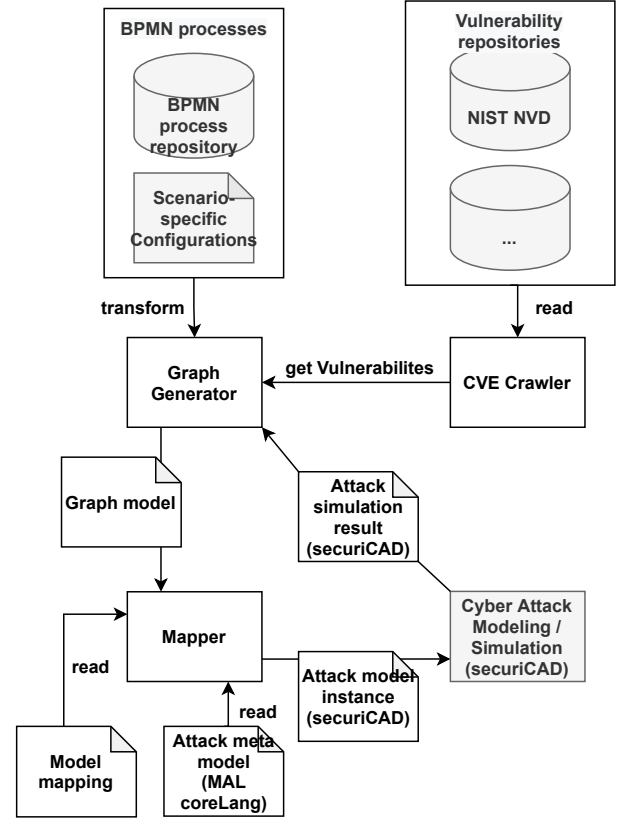 BPMN processes
BPMN
process
repository
Scenario-
specific
Configurations
Vulnerability
repositories
NIST NVD
...
transform
read
Graph
Generator
get Vulnerabilites
CVE Crawler
Graph model
Attack
simulation
result
(securiCAD)
Mapper
Cyber Attack
Modeling /
Simulation
(securiCAD)
read
Attack model
instance
(securiCAD)
read
Model
mapping
Attack meta
model
(MAL
coreLang)